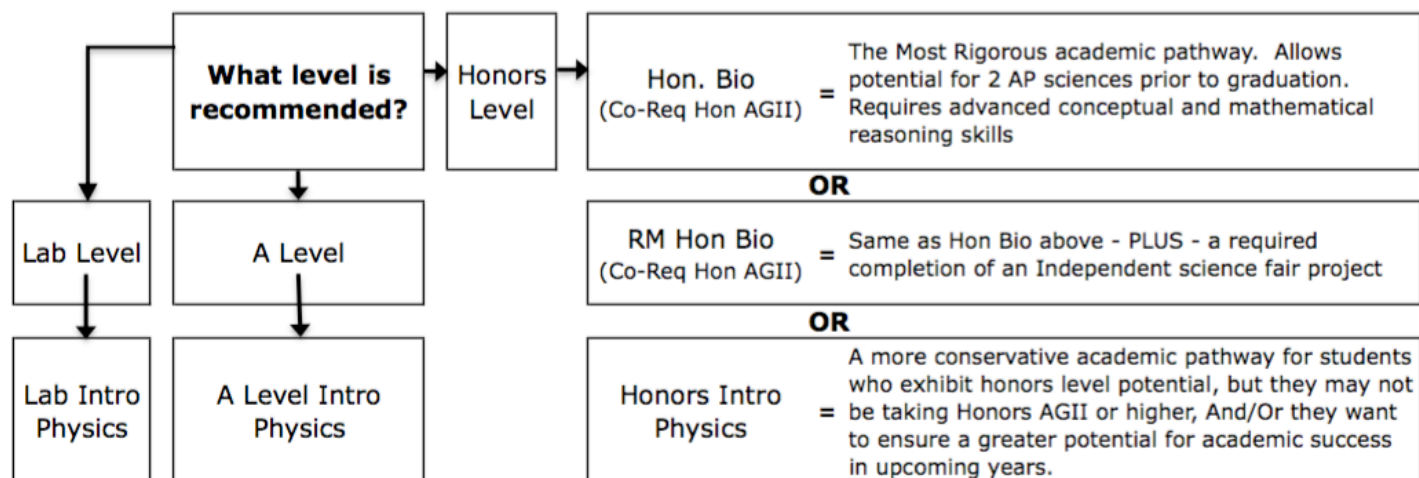 What level is
recommended?
Honors
Level
Hon. Bio
(Co-Req Hon AGII)
=
The Most Rigorous academic pathway.  Allows
potential for 2 AP sciences prior to graduation.
Requires advanced conceptual and mathematical
reasoning skills
OR
Lab Level
A Level
RM Hon Bio
(Co-Req Hon AGII)
=
Same as Hon Bio above - PLUS - a required
completion of an Independent science fair project
OR
Lab Intro
Physics
A Level Intro
Physics
Honors Intro
Physics
=
A more conservative academic pathway for students
who exhibit honors level potential, but they may not
be taking Honors AGII or higher, And/Or they want
to ensure a greater potential for academic success
in upcoming years.